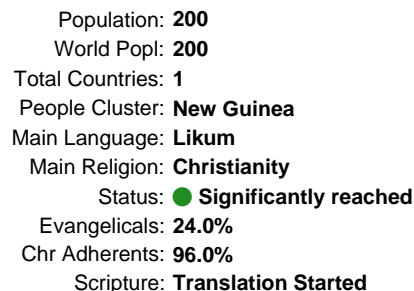 Population: 200
World Popl: 200
Total Countries: 1
People Cluster: New Guinea
Main Language: Likum
Main Religion: Christianity
Status: Significantly reached
Evangelicals: 24.0%
Chr Adherents: 96.0%
Scripture: Translation Started